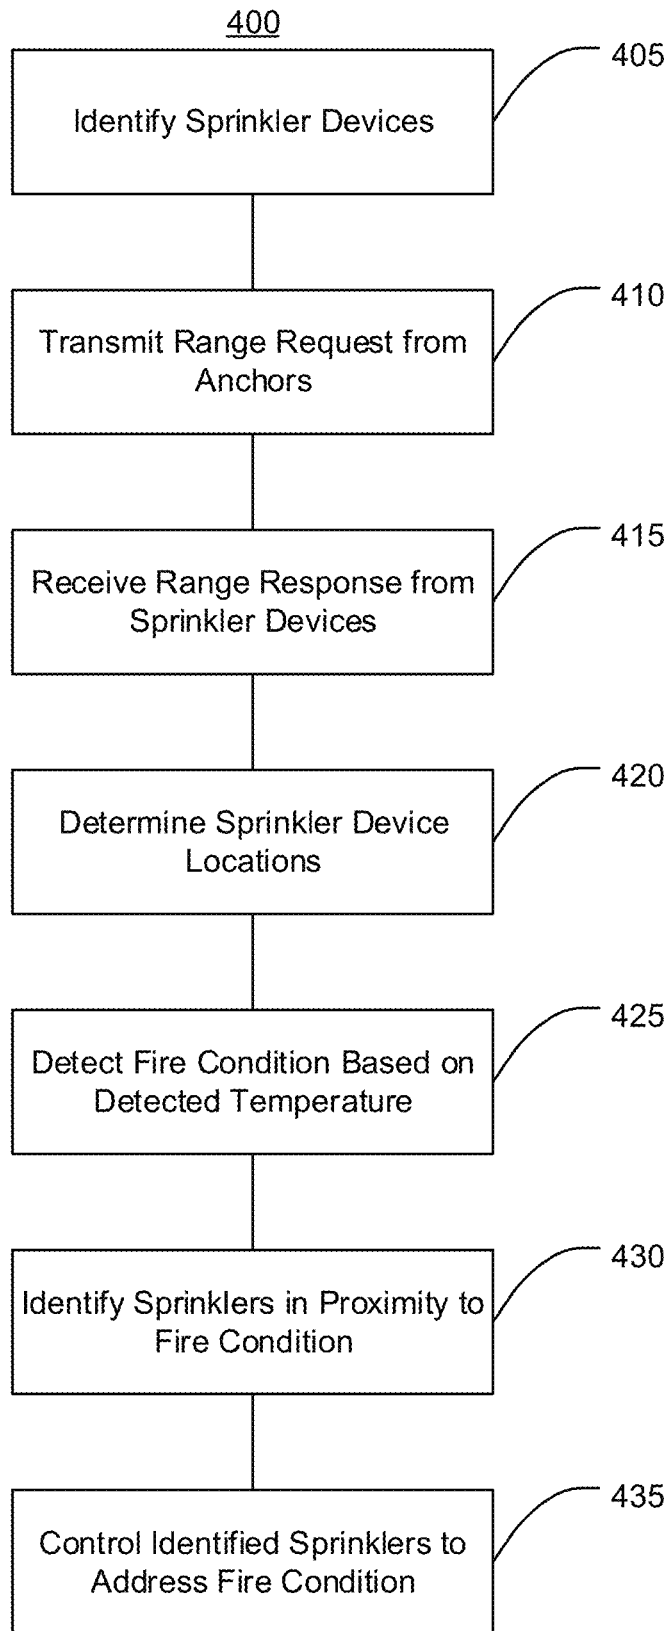 400
405
Identify Sprinkler Devices
410
Transmit Range Request from
Anchors
415
Receive Range Response from
Sprinkler Devices
420
Determine Sprinkler Device
Locations
425
Detect Fire Condition Based on
Detected Temperature
430
Identify Sprinklers in Proximity to
Fire Condition
435
Control Identified Sprinklers to
Address Fire Condition